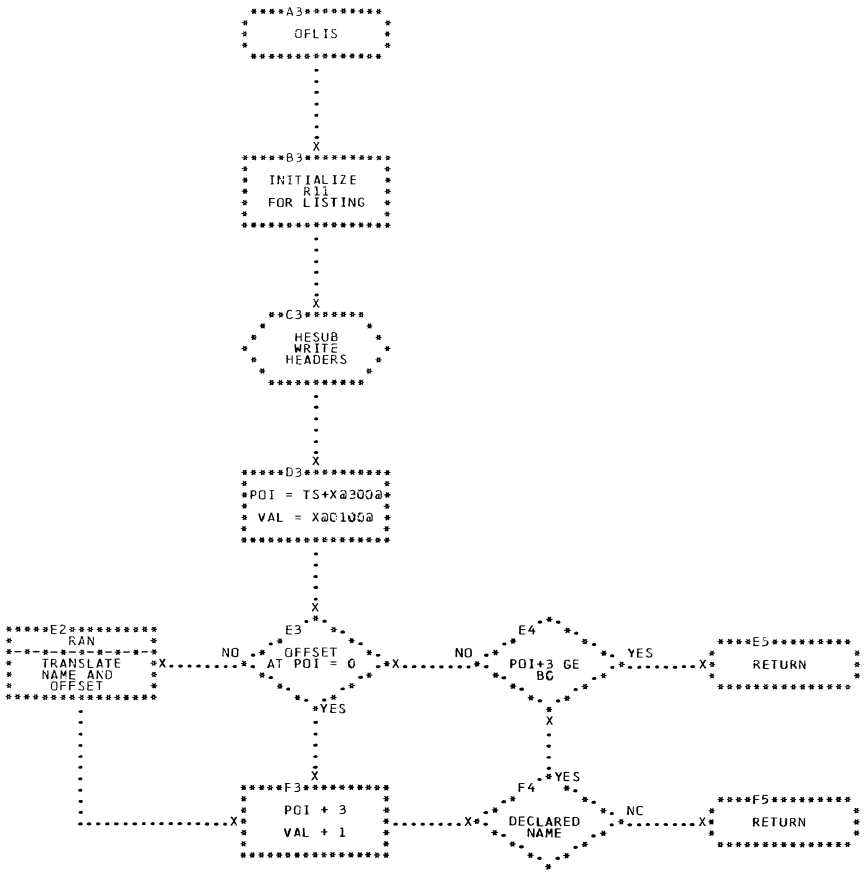 A3
OFLIS
B3
INITIALIZE
R11
FOR LISTING
C3
HESUB
WRITE
HEADERS
D3
POI = TS+X@300@
VAL = X@0100@
E2
RAN
TRANSLATE
NAME AND
OFFSET
NO
E3
OFFSET
AT POI = 0
YES
NO
E4
POI+3 GE
BG
YES
E5
RETURN
F3
POI + 3
VAL + 1
YES
F4
DECLARED
NAME
NO
F5
RETURN